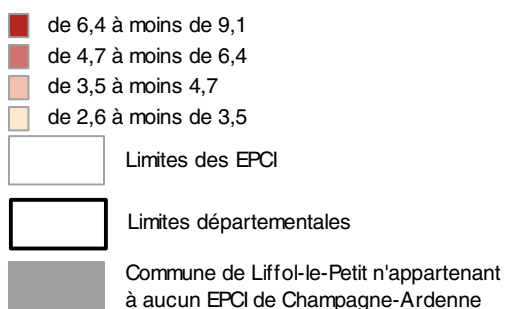 de 6,4 à moins de 9,1
de 4,7 à moins de 6,4
de 3,5 à moins 4,7
de 2,6 à moins de 3,5
Limites des EPCI
Limites départementales
Commune de Liffol-le-Petit n'appartenant
à aucun EPCI de Champagne-Ardenne